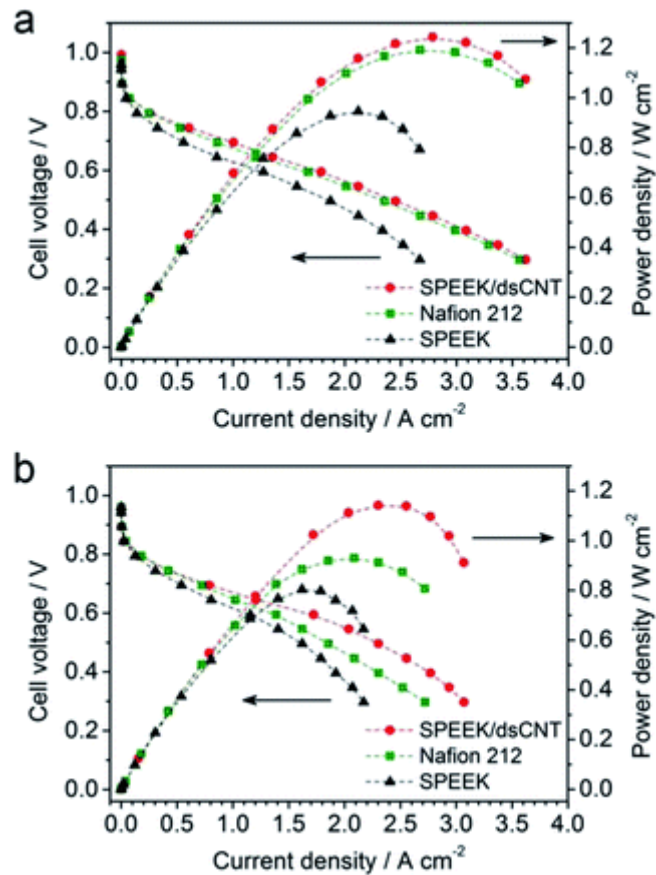 a
1.0
0.8
0.6
0.4
0.2
0.0
Cell voltage / V
1.2
1.0
0.8
0.6
0.4
0.2
0.0
Power density / W cm-2
SPEEK/dsCNT
Nafion 212
SPEEK
0.0 0.5 1.0 1.5 2.0 2.5 3.0 3.5 4.0
Current density / A cm-2
b
1.0
0.8
0.6
0.4
0.2
0.0
Cell voltage / V
1.2
1.0
0.8
0.6
0.4
0.2
0.0
Power density / W cm-2
SPEEK/dsCNT
Nafion 212
SPEEK
0.0 0.5 1.0 1.5 2.0 2.5 3.0 3.5 4.0
Current density / A cm-2